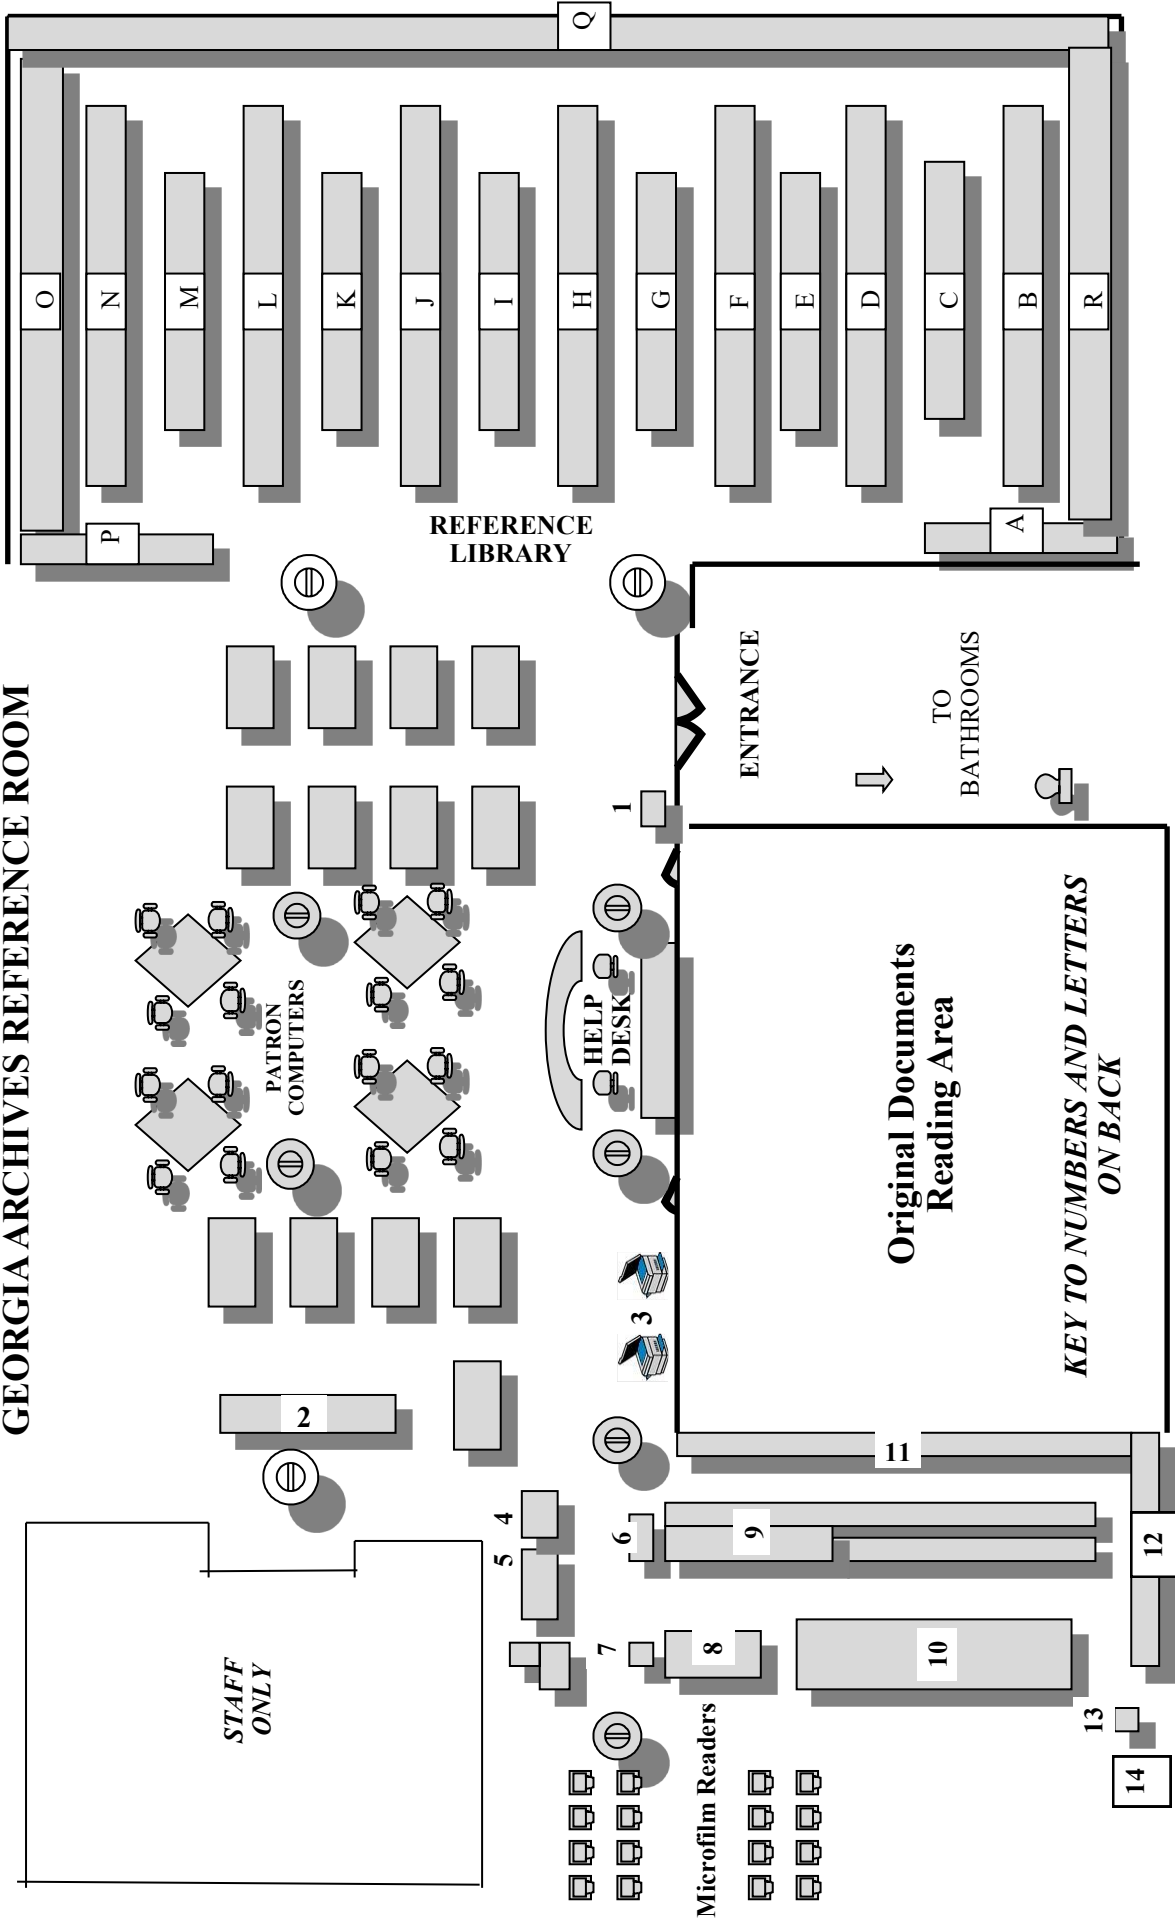 GEORGIA ARCHIVES REFERENCE ROOM
Q
O
N
M
L
K
J
I
H
G
F
E
D
C
B
R
P
A
REFERENCE
LIBRARY
ENTRANCE
TO
BATHROOMS
1
PATRON
COMPUTERS
HELP
DESK
3
2
Original Documents
Reading Area
KEY TO NUMBERS AND LETTERS
ON BACK
11
4
5
6
9
12
7
8
10
STAFF
ONLY
Microfilm Readers
13
14